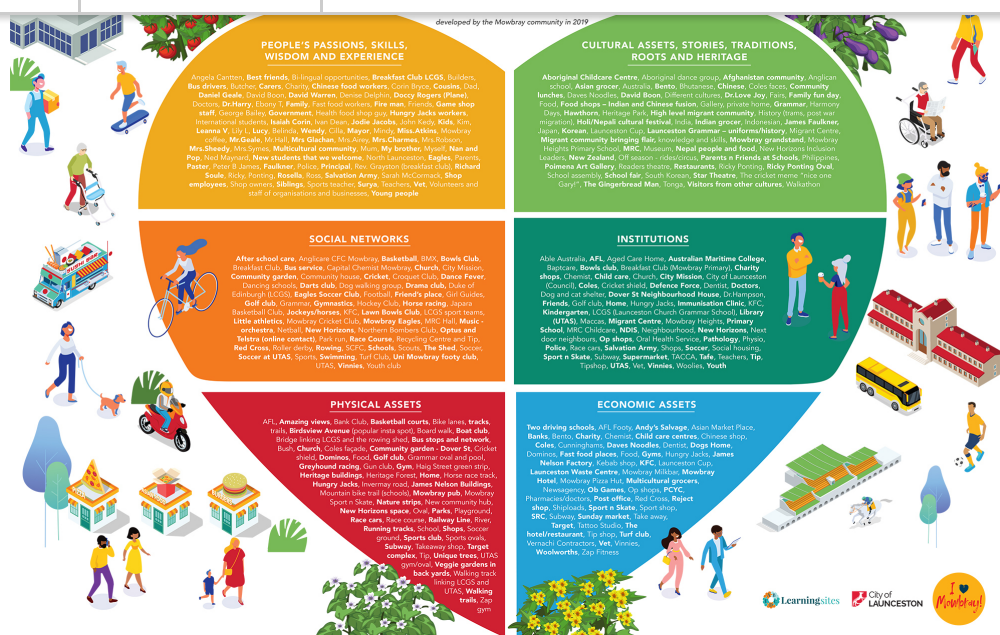 developed by the Mowbray community in 2019
PEOPLE'S PASSIONS, SKILLS,
WISDOM AND EXPERIENCE
Angela Cantten, Best friends, Bi-lingual opportunities, Breakfast Club LCGS, Builders,
Bus drivers, Butcher, Carers, Charity, Chinese food workers, Corin Bryce, Cousins, Dad,
Daniel Geale, David Boon, David Warren, Denise Delphin, Doccy Rogers (Plane),
Doctors, Dr.Harry, Ebony T, Family, Fast food workers, Fire man, Friends, Game shop
staff, George Bailey, Government, Health food shop guy, Hungry Jacks workers,
International students, Isaiah Corin, Ivan Dean, Jodie Jacobs, John Kedy, Kids, Kim,
Leanna V, Lily L, Lucy, Belinda, Wendy, Cilla, Mayor, Mindy, Miss.Atkins, Mowbray
coffee, Mr.Geale, Mr.Hall, Mrs Glachan, Mrs.Airey, Mrs.Charmes, Mrs.Robson,
Mrs.Sheedy, Mrs.Symes, Multicultural community, Mum, My brother, Myself, Nan and
Pop, Ned Maynard, New students that we welcome, North Launceston, Eagles, Parents,
Pastor, Peter B James, Faulkner, Police, Principal, Rev. Grayston Breakfast club), Richard
Soule, Ricky, Ponting, Rosella, Ross, Salvation Army, Sarah McCormack, Shop
employees, Shop owners, Siblings, Sports teacher, Surya, Teachers, Vet, Volunteers and
staff of organisations and businesses, Young people
CULTURAL ASSETS, STORIES, TRADITIONS,
ROOTS AND HERITAGE
Aboriginal Childcare Centre, Aboriginal dance group, Afghanistan community, Anglican
school, Asian grocer, Australia, Bento, Bhutanese, Chinese, Coles faces, Community
lunches, Daves Noodles, David Boon, Different cultures, Dr.Love Joy, Fairs, Family fun day,
Food, Food shops – Indian and Chinese fusion, Gallery, private home, Grammar, Harmony
Days, Hawthorn, Heritage Park, High level migrant community, History (trams, post war
migration), Holi/Nepali cultural festival, India, Indian grocer, Indonesian, James Faulkner,
Japan, Korean, Launceston Cup, Launceston Grammar – uniforms/history, Migrant Centre,
Migrant community bringing flair, knowledge and skills, Mowbray grandstand, Mowbray
Heights Primary School, MRC, Museum, Nepal people and food, New Horizons Inclusion
Leaders, New Zealand, Off season - rides/circus, Parents n Friends at Schools, Philippines,
Poimena Art Gallery, Readers theatre, Restaurants, Ricky Ponting, Ricky Ponting Oval,
School assembly, School fair, South Korean, Star Theatre, The cricket meme "nice one
Gary!", The Gingerbread Man, Tonga, Visitors from other cultures, Walkathon
SOCIAL NETWORKS
After school care, Anglicare CFC Mowbray, Basketball, BMX, Bowls Club,
Breakfast Club, Bus service, Capital Chemist Mowbray, Church, City Mission,
Community garden, Community house, Cricket, Croquet Club, Dance Fever,
Dancing schools, Darts club, Dog walking group, Drama club, Duke of
Edinburgh (LCGS), Eagles Soccer Club, Football, Friend's place, Girl Guides,
Golf club, Grammar, Gymnastics, Hockey Club, Horse racing, Japara
Basketball Club, Jockeys/horses, KFC, Lawn Bowls Club, LCGS sport teams,
Little athletics, Mowbray Cricket Club, Mowbray Eagles, MRC Hall, Music -
orchestra, Netball, New Horizons, Northern Bombers Club, Optus and
Telstra (online contact), Park run, Race Course, Recycling Centre and Tip,
Red Cross, Roller derby, Rowing, SCFC, Schools, Scouts, The Shed, Soccer,
Soccer at UTAS, Sports, Swimming, Turf Club, Uni Mowbray footy club,
UTAS, Vinnies, Youth club
INSTITUTIONS
Able Australia, AFL, Aged Care Home, Australian Maritime College,
Baptcare, Bowls club, Breakfast Club (Mowbray Primary), Charity
shops, Chemist, Child care, Church, City Mission, City of Launceston
(Council), Coles, Cricket shield, Defence Force, Dentist, Doctors,
Dog and cat shelter, Dover St Neighbourhood House, Dr.Hampson,
Friends, Golf club, Home, Hungry Jacks, Immunisation Clinic, KFC,
Kindergarten, LCGS (Launceston Church Grammar School), Library
(UTAS), Maccas, Migrant Centre, Mowbray Heights, Primary
School, MRC Childcare, NDIS, Neighbourhood, New Horizons, Next
door neighbours, Op shops, Oral Health Service, Pathology, Physio,
Police, Race cars, Salvation Army, Shops, Soccer, Social housing,
Sport n Skate, Subway, Supermarket, TACCA, Tafe, Teachers, Tip,
Tipshop, UTAS, Vet, Vinnies, Woolies, Youth
SUSHI BAR
PHYSICAL ASSETS
AFL, Amazing views, Bank Club, Basketball courts, Bike lanes, tracks,
trails, Birdsview Avenue (popular insta spot), Board walk, Boat club,
Bridge linking LCGS and the rowing shed, Bus stops and network,
Bush, Church, Coles façade, Community garden - Dover St, Cricket
shield, Dominos, Food, Golf club, Grammar oval and pool,
Greyhound racing, Gun club, Gym, Haig Street green strip,
Heritage buildings, Heritage Forest, Home, Horse race track,
Hungry Jacks, Invermay road, James Nelson Buildings,
Mountain bike trail (schools), Mowbray pub, Mowbray
Sport n Skate, Nature strips, New community hub,
New Horizons space, Oval, Parks, Playground,
Race cars, Race course, Railway Line, River,
Running tracks, School, Shops, Soccer
ground, Sports club, Sports ovals,
Subway, Takeaway shop, Target
complex, Tip, Unique trees, UTAS
gym/oval, Veggie gardens in
back yards, Walking track
linking LCGS and
UTAS, Walking
trails, Zap
gym
ECONOMIC ASSETS
Two driving schools, AFL Footy, Andy's Salvage, Asian Market Place,
Banks, Bento, Charity, Chemist, Child care centres, Chinese shop,
Coles, Cunninghams, Daves Noodles, Dentist, Dogs Home,
Dominos, Fast food places, Food, Gyms, Hungry Jacks, James
Nelson Factory, Kebab shop, KFC, Launceston Cup,
Launceston Waste Centre, Mowbray Milkbar, Mowbray
Hotel, Mowbray Pizza Hut, Multicultural grocers,
Newsagency, Ob Games, Op shops, PCYC,
Pharmacies/doctors, Post office, Red Cross, Reject
shop, Shiploads, Sport n Skate, Sport shop,
SRC, Subway, Sunday market, Take away,
Target, Tattoo Studio, The
hotel/restaurant, Tip shop, Turf club,
Vernachi Contractors, Vet, Vinnies,
Woolworths, Zap Fitness
Learningsites
City of
LAUNCESTON
I
Mowbray!